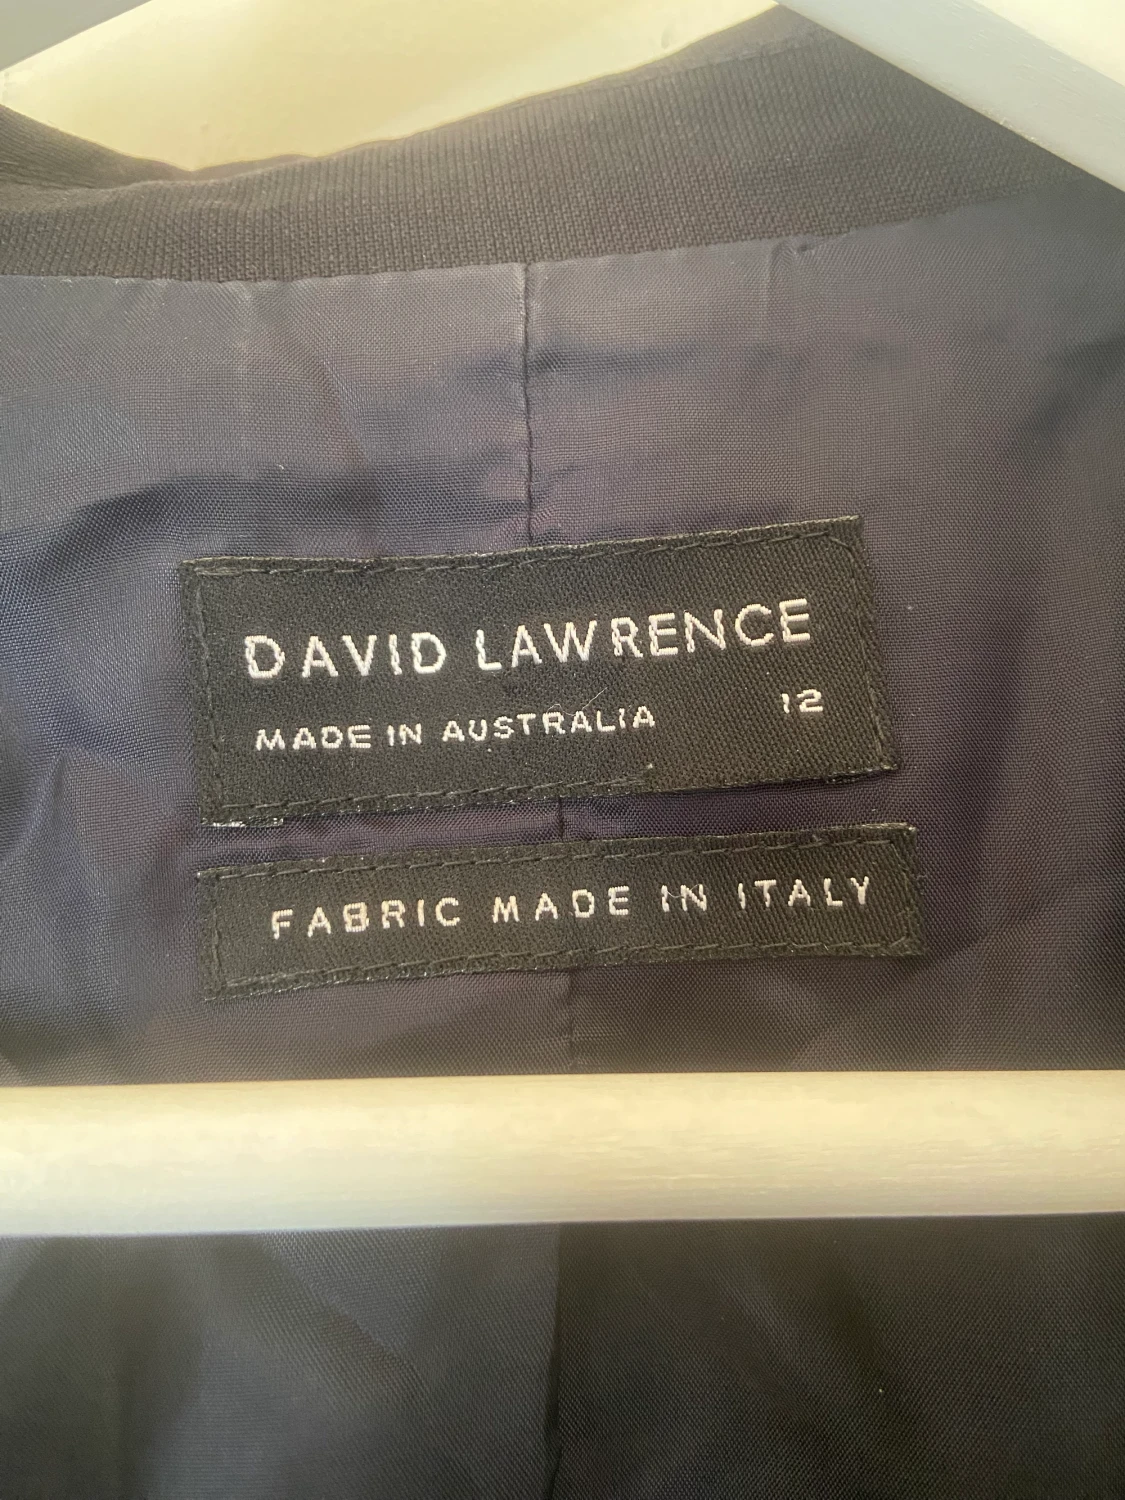 DAVID LAWRENCE
MADE IN AUSTRALIA 12
FABRIC MADE IN ITALY